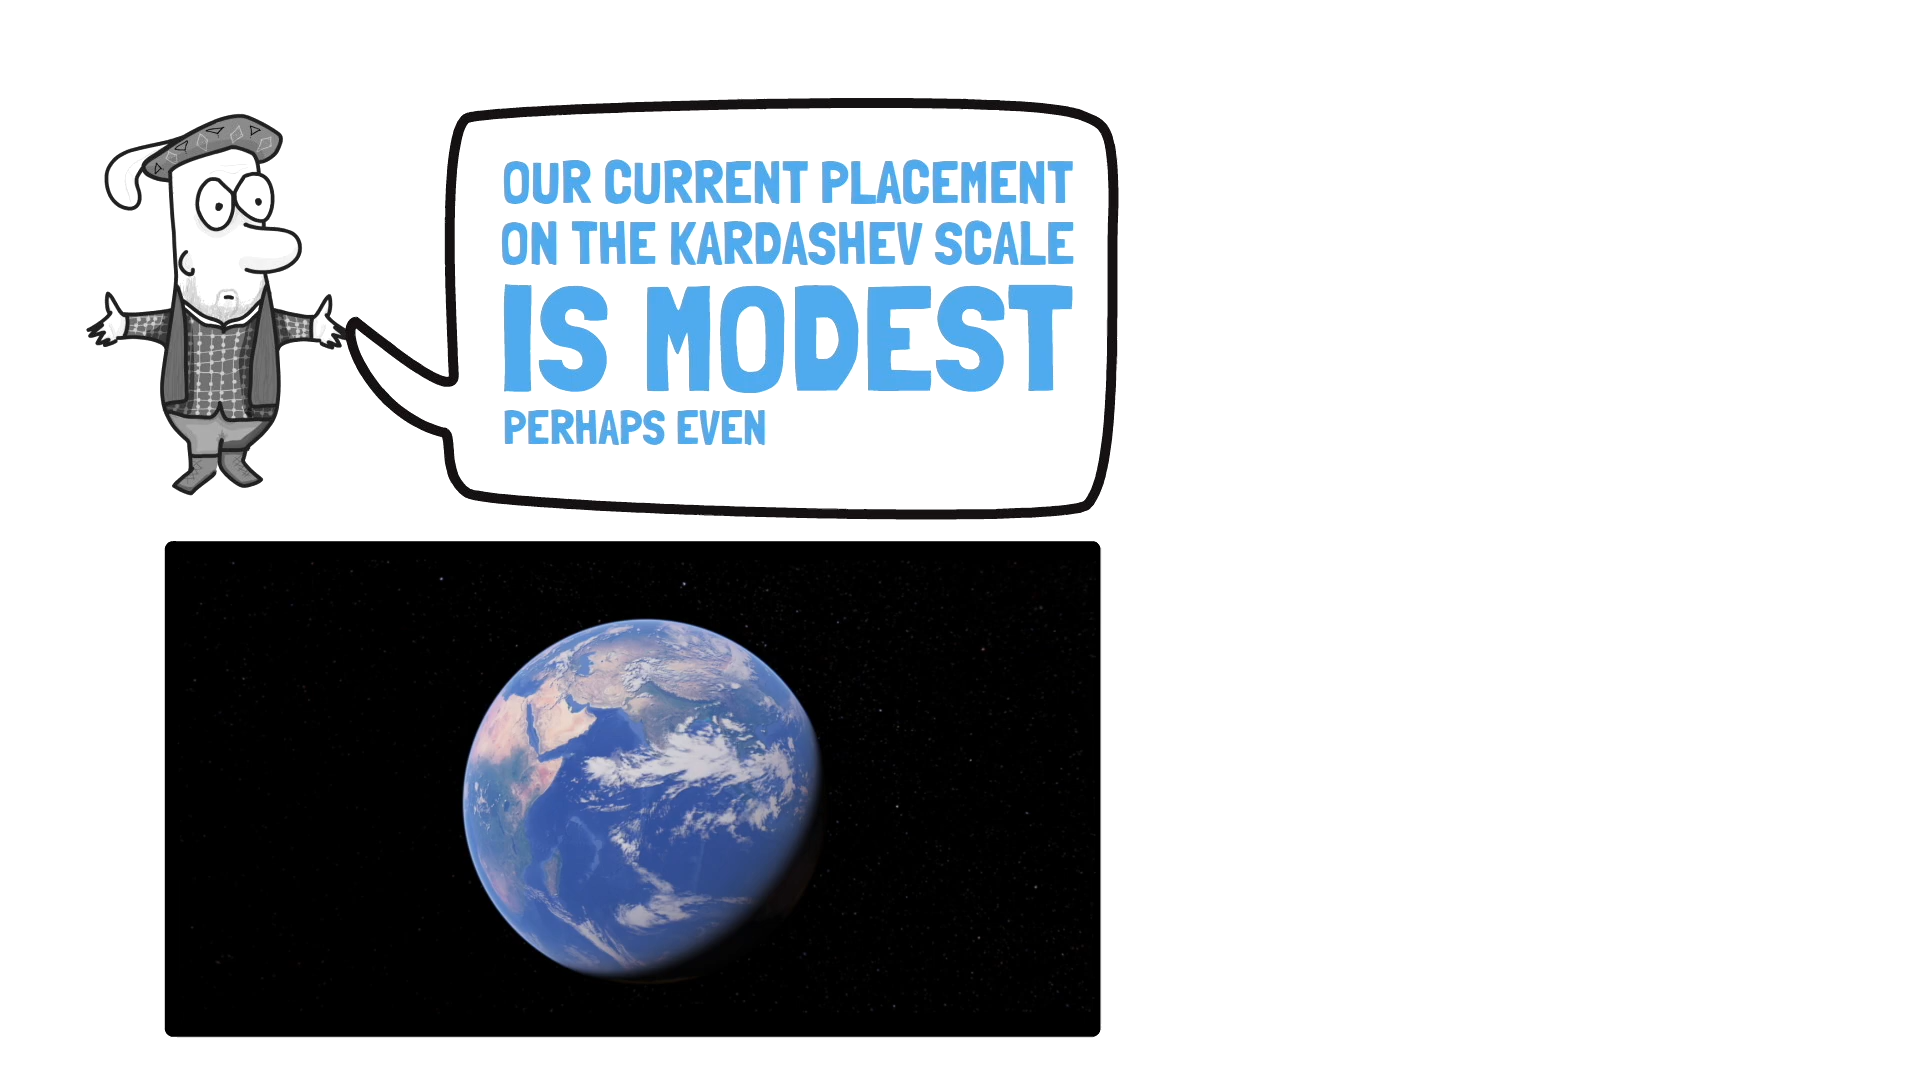 OUR CURRENT PLACEMENT
ON THE KARDASHEV SCALE
IS MODEST
PERHAPS EVEN